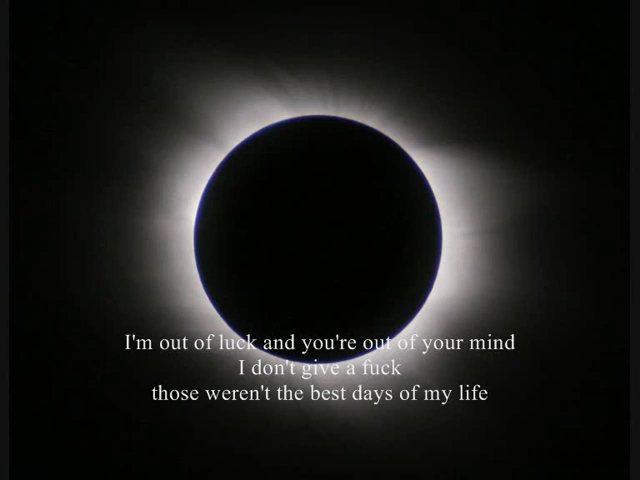 I'm out of luck and you're out of your mind
I don't give a fuck
those weren't the best days of my life